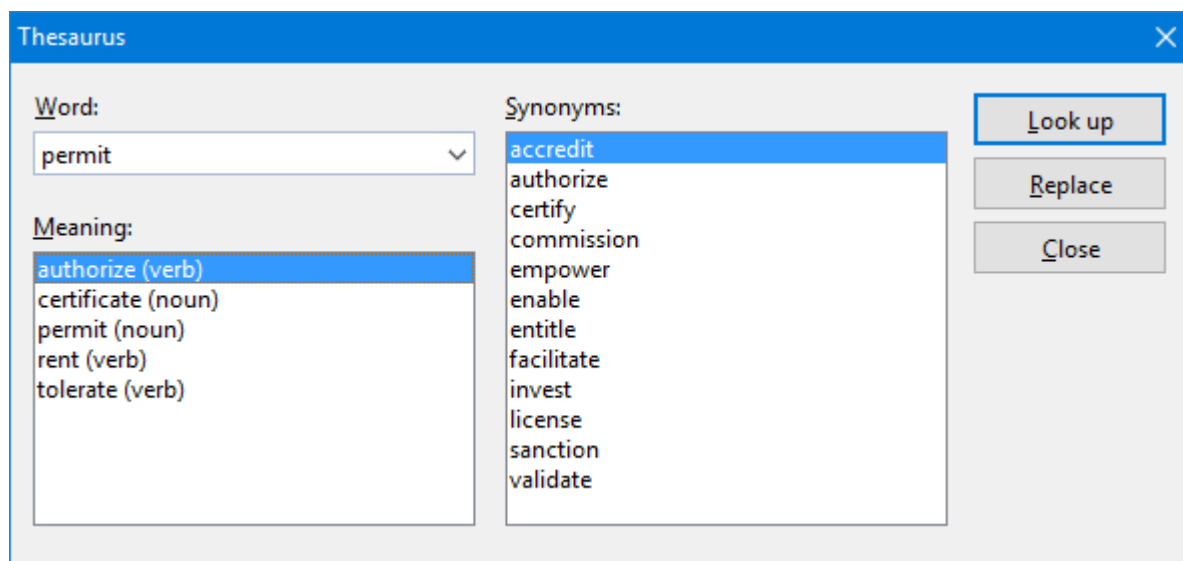 Thesaurus
Word:
permit
Meaning:
authorize (verb)
certificate (noun)
permit (noun)
rent (verb)
tolerate (verb)
Synonyms:
accredit
authorize
certify
commission
empower
enable
entitle
facilitate
invest
license
sanction
validate
Look up
Replace
Close